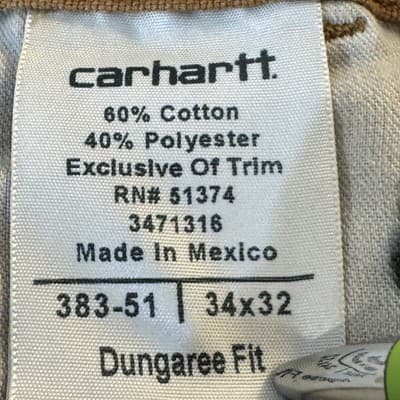 carhartt.
60% Cotton
40% Polyester
Exclusive Of Trim
RN# 51374
3471316
Made In Mexico
383-51 | 34x32
Dungaree Fit